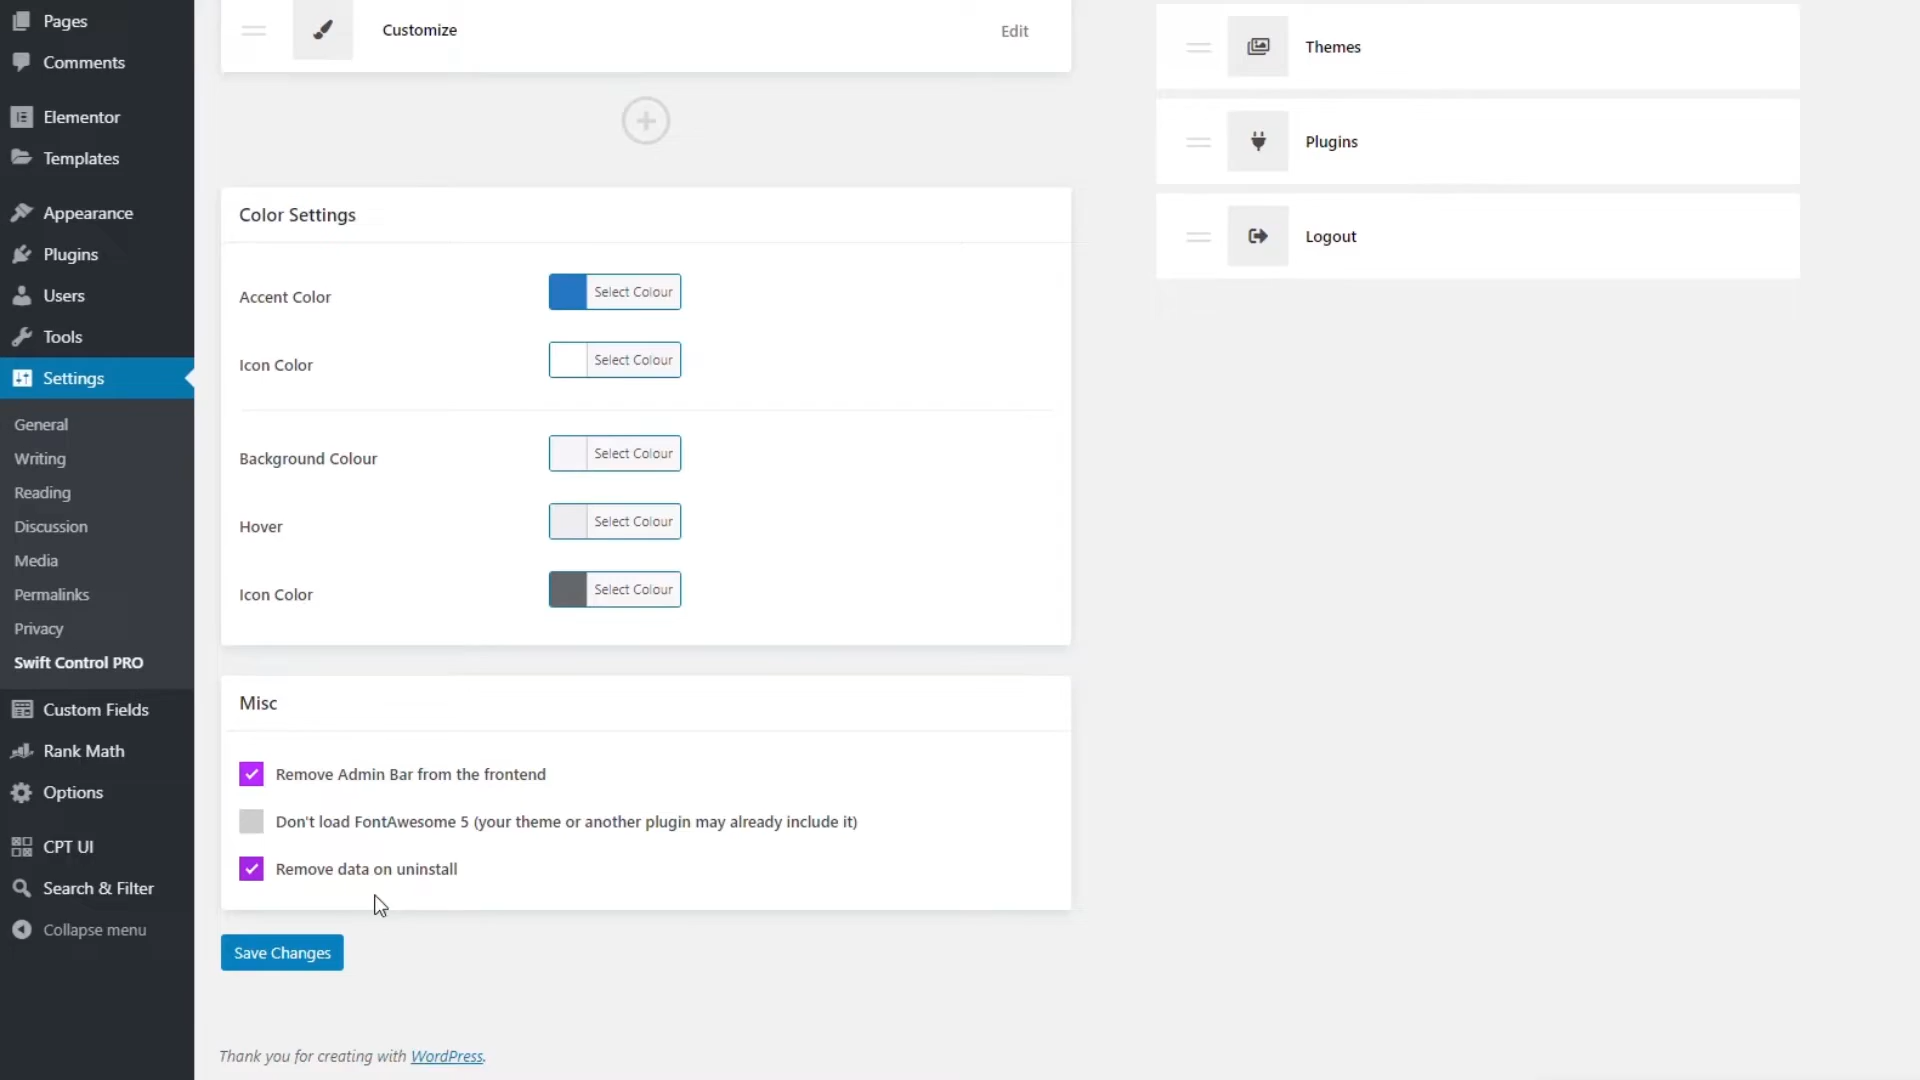 Pages
Comments
Elementor
Templates
Appearance
Plugins
Users
Tools
Settings
General
Writing
Reading
Discussion
Media
Permalinks
Privacy
Swift Control PRO
Custom Fields
Rank Math
Options
CPT UI
Search & Filter
Collapse menu
Customize
Edit
Color Settings
Accent Color
Select Colour
Icon Color
Select Colour
Background Colour
Select Colour
Hover
Select Colour
Icon Color
Select Colour
Misc
Remove Admin Bar from the frontend
Don't load FontAwesome 5 (your theme or another plugin may already include it)
Remove data on uninstall
Save Changes
Thank you for creating with WordPress.
Themes
Plugins
Logout